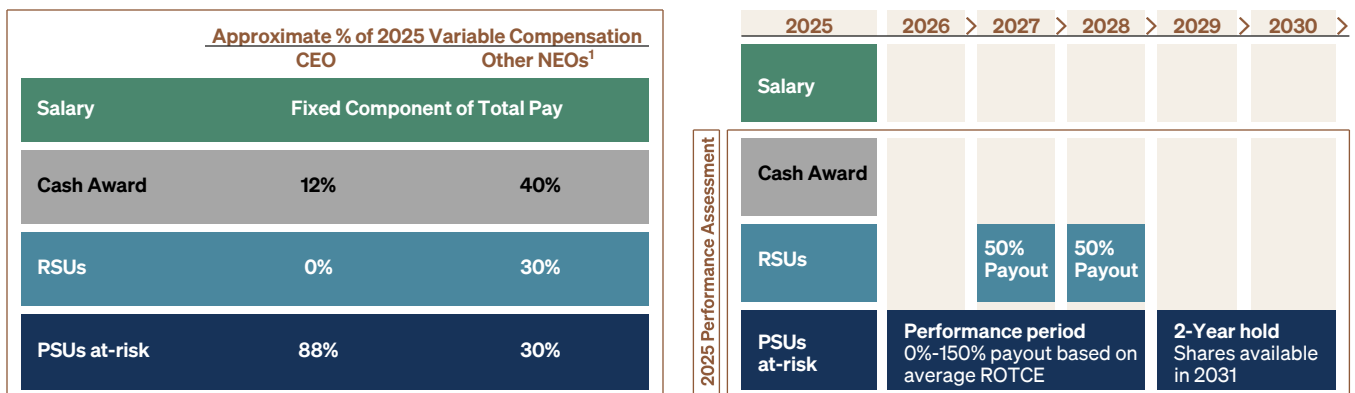 Approximate % of 2025 Variable Compensation
CEO Other NEOs1
Salary Fixed Component of Total Pay
Cash Award 12% 40%
RSUs 0% 30%
PSUs at-risk 88% 30%
2025 2026 2027 2028 2029 2030
Salary
2025 Performance Assessment
Cash Award
RSUs
50%
Payout
50%
Payout
PSUs
at-risk
Performance period
0%-150% payout based on
average ROTCE
2-Year hold
Shares available
in 2031